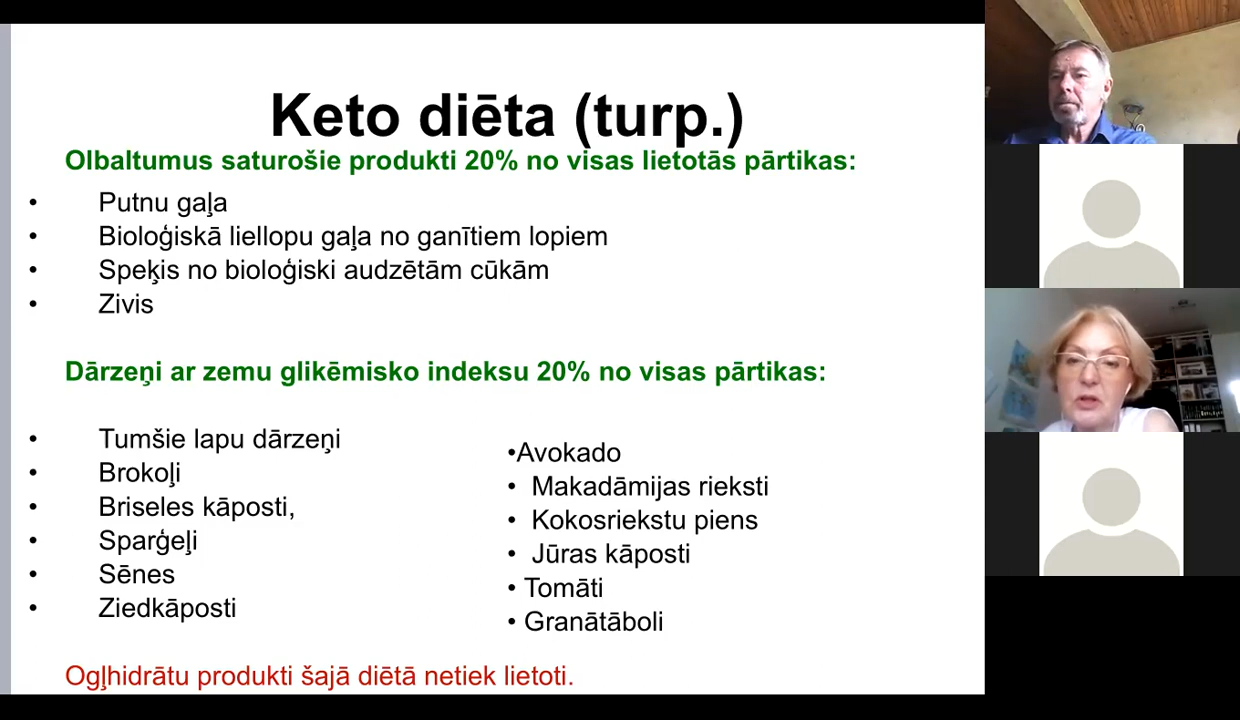 Keto diēta (turp.)
Olbaltumus saturošie produkti 20% no visas lietotās pārtikas:
• Putnu gaļa
• Bioloģiskā liellopu gaļa no ganītiem lopiem
• Speķis no bioloģiski audzētām cūkām
• Zivis
Dārzeņi ar zemu glikēmisko indeksu 20% no visas pārtikas:
• Tumšie lapu dārzeņi
• Brokoļi
• Briseles kāposti,
• Sparģeļi
• Sēnes
• Ziedkāposti
•Avokado
• Makadāmijas rieksti
• Kokosriekstu piens
• Jūras kāposti
• Tomāti
• Granātāboli
Ogļhidrātu produkti šajā diētā netiek lietoti.